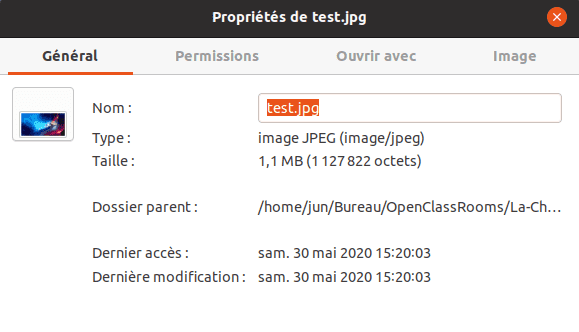 Propriétés de test.jpg
Général Permissions Ouvrir avec Image
Nom : test.jpg
Type : image JPEG (image/jpeg)
Taille : 1,1 MB (1 127 822 octets)
Dossier parent : /home/jun/Bureau/OpenClassRooms/La-Ch…
Dernier accès : sam. 30 mai 2020 15:20:03
Dernière modification : sam. 30 mai 2020 15:20:03